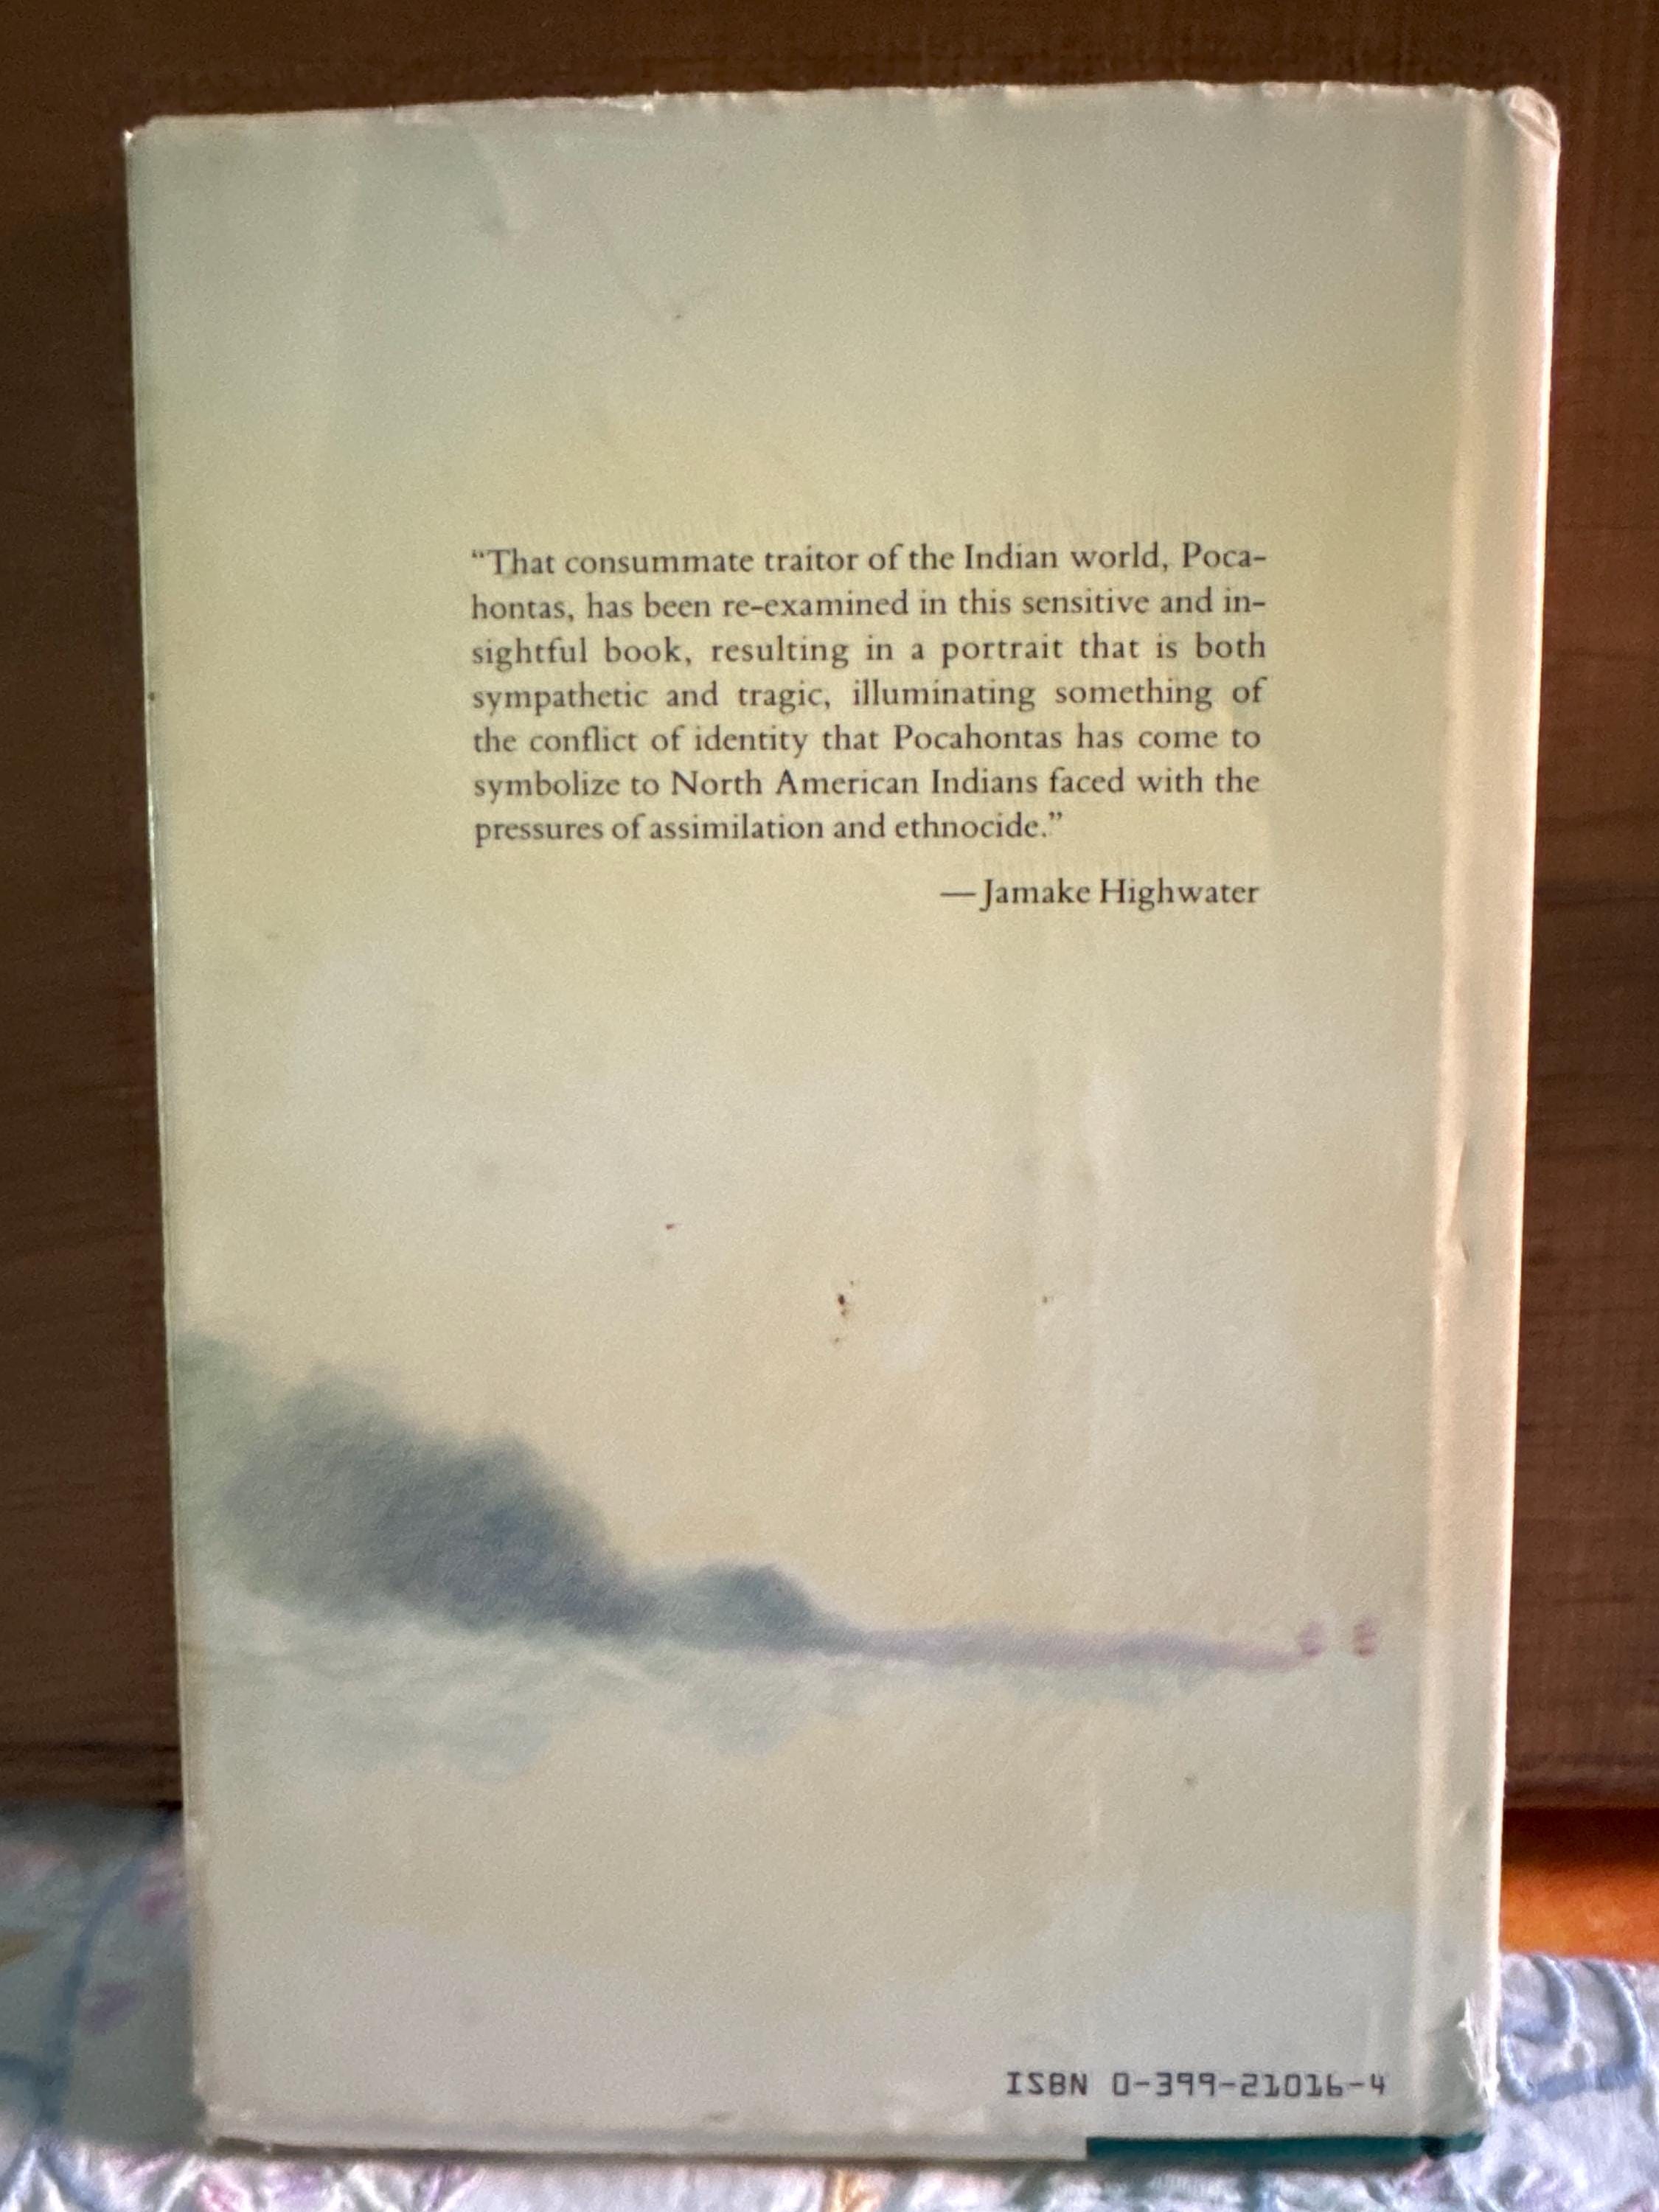 “That consummate traitor of the Indian world, Poca-
hontas, has been re-examined in this sensitive and in-
sightful book, resulting in a portrait that is both
sympathetic and tragic, illuminating something of
the conflict of identity that Pocahontas has come to
symbolize to North American Indians faced with the
pressures of assimilation and ethnocide.”
—Jamake Highwater
ISBN 0-399-21016-4